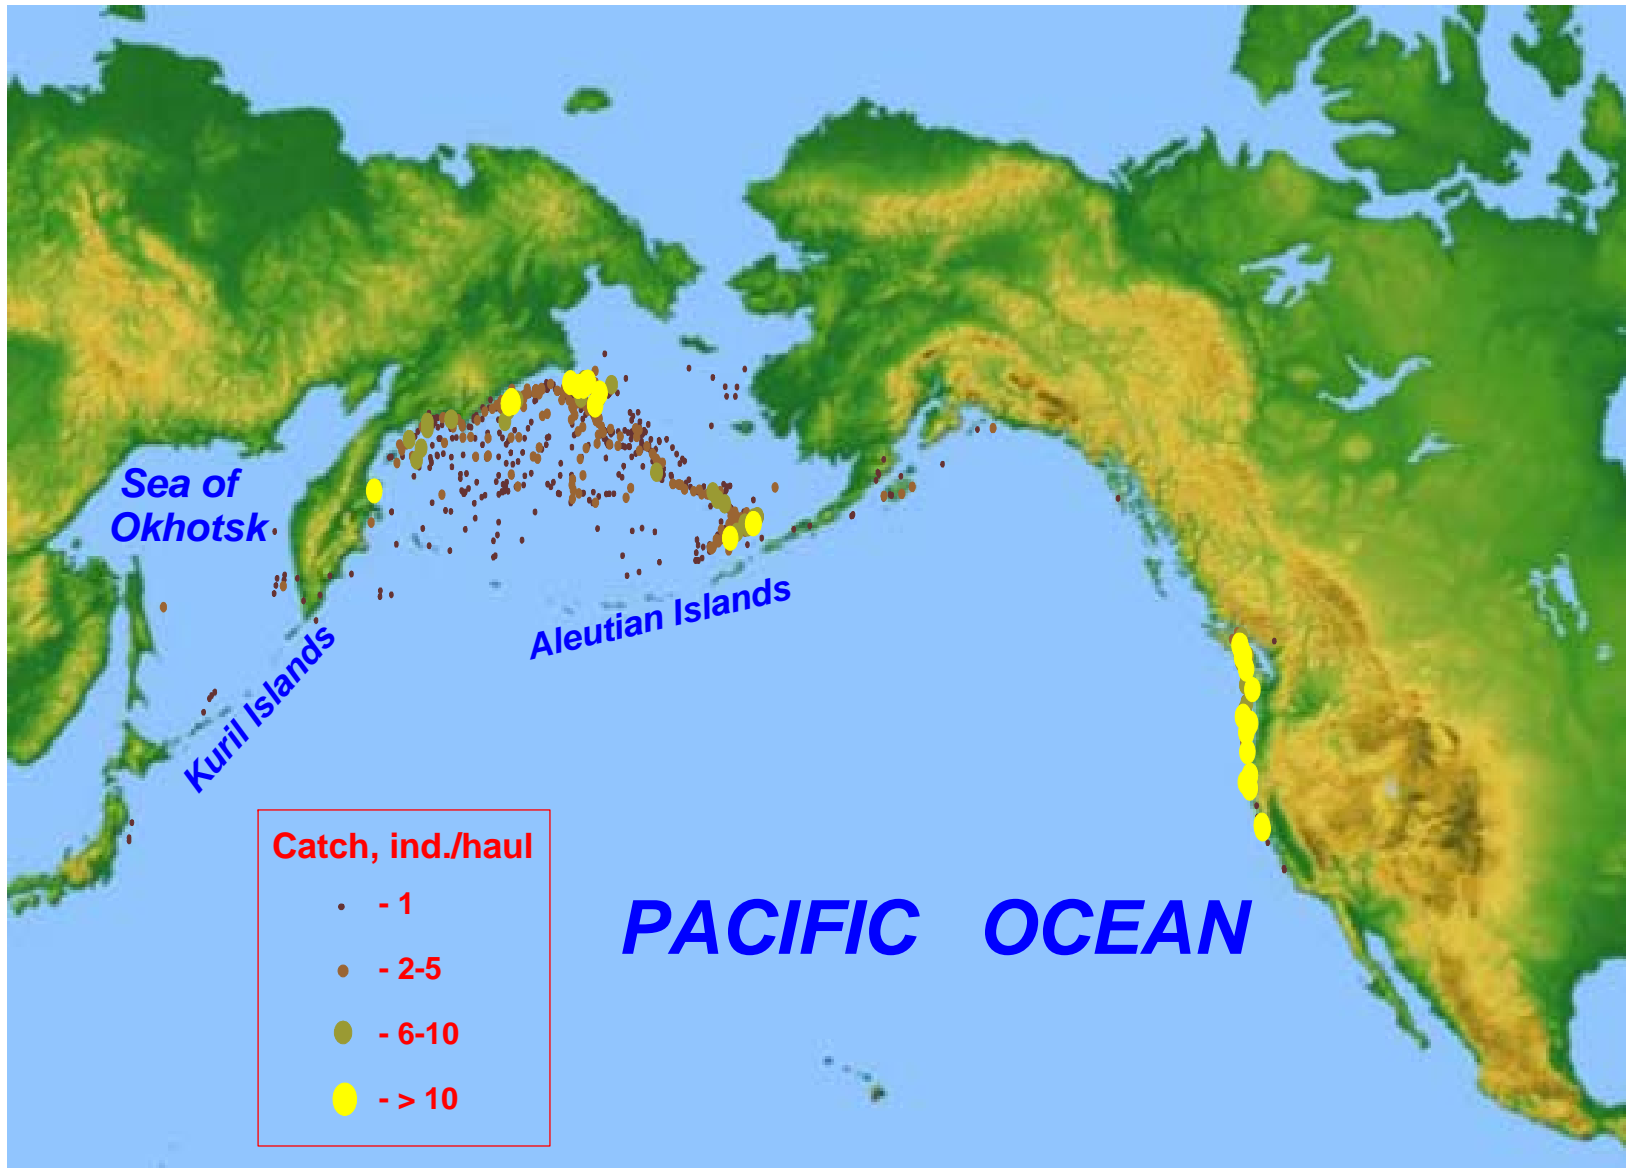 Sea of
Okhotsk
Aleutian Islands
Kuril Islands
Catch, ind./haul
- 1
- 2-5
- 6-10
- > 10
PACIFIC OCEAN